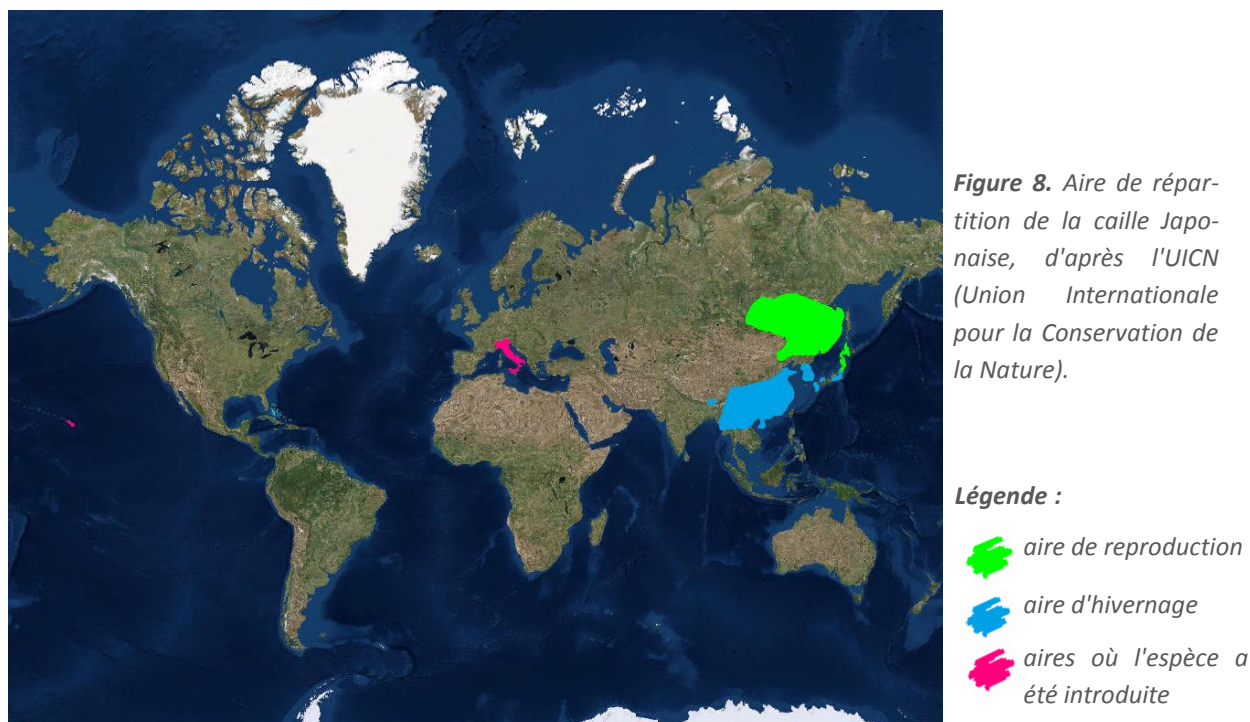 Figure 8. Aire de répar-
tition de la caille Japo-
naise, d'après l'UICN
(Union Internationale
pour la Conservation de
la Nature).
Légende :
aire de reproduction
aire d'hivernage
aires où l'espèce a
été introduite